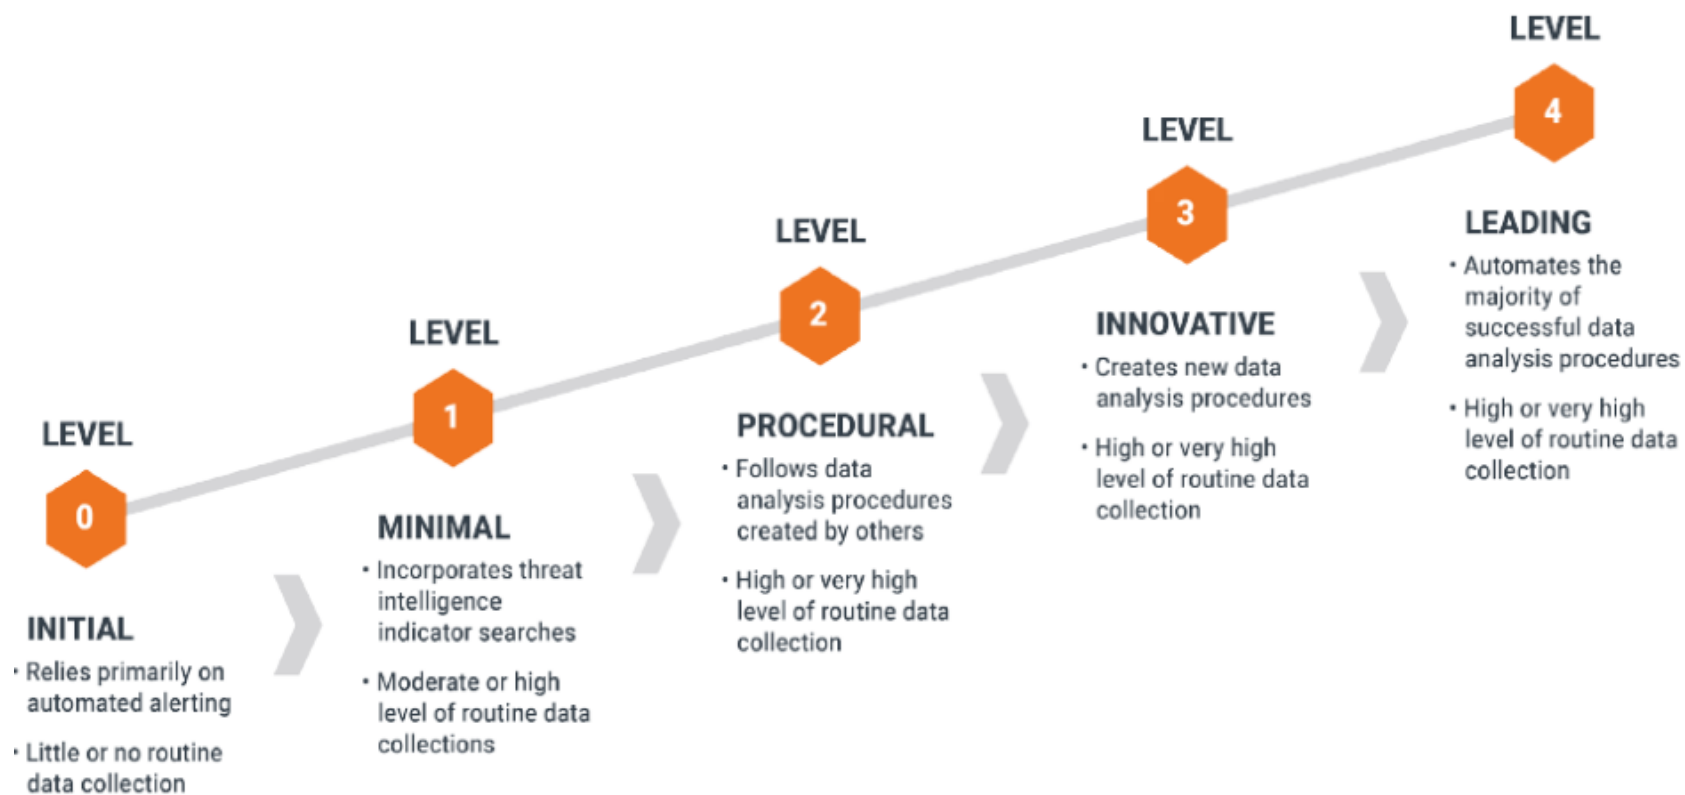 LEVEL
0
INITIAL
• Relies primarily on
automated alerting
• Little or no routine
data collection
LEVEL
1
MINIMAL
• Incorporates threat
intelligence
indicator searches
• Moderate or high
level of routine data
collections
LEVEL
2
PROCEDURAL
• Follows data
analysis procedures
created by others
• High or very high
level of routine data
collection
LEVEL
3
INNOVATIVE
• Creates new data
analysis procedures
• High or very high
level of routine data
collection
LEVEL
4
LEADING
• Automates the
majority of
successful data
analysis procedures
• High or very high
level of routine data
collection